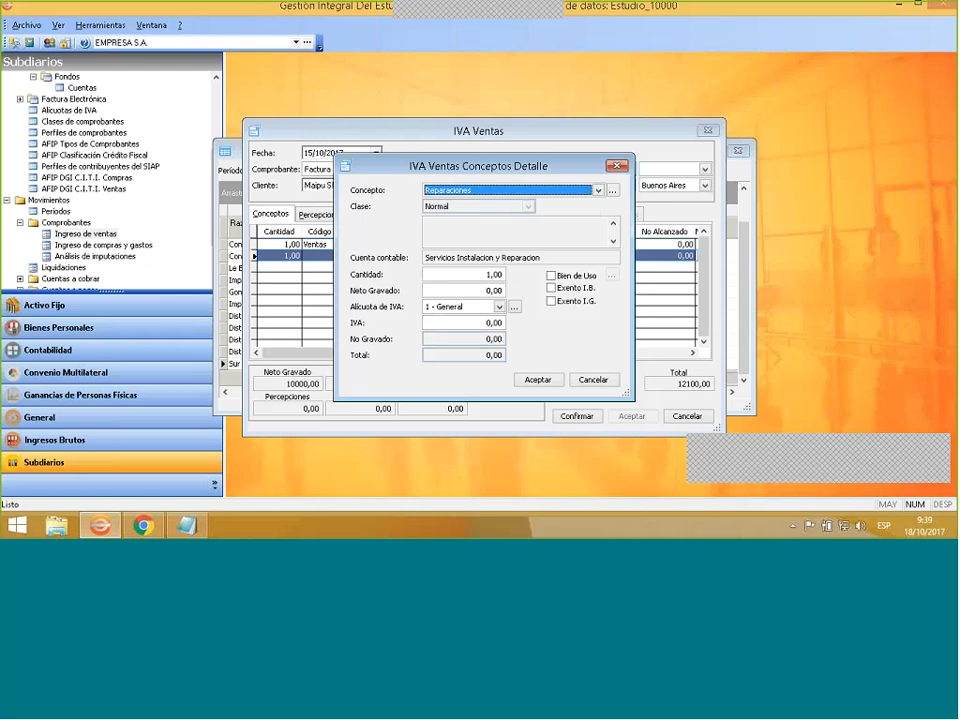 Gestión Integral Del Estu
de datos: Estudio_10000
Archivo Ver Herramientas Ventana ?
EMPRESA S.A.
Subdiarios
Fondos
Cuentas
Factura Electrónica
Alícuotas de IVA
Clases de comprobantes
Perfiles de comprobantes
AFIP Tipos de Comprobantes
AFIP Clasificación Crédito Fiscal
Perfiles de contribuyentes del SIAP
AFIP DGI C.I.T.I. Compras
AFIP DGI C.I.T.I. Ventas
Movimientos
Períodos
Comprobantes
Ingreso de ventas
Ingreso de compras y gastos
Análisis de imputaciones
Liquidaciones
Cuentas a cobrar
Activo Fijo
Bienes Personales
Contabilidad
Convenio Multilateral
Ganancias de Personas Físicas
General
Ingresos Brutos
Subdiarios
Listo
IVA Ventas
Fecha: 15/10/2017
Comprobante: Factura
Cliente: Maipu
Buenos Aires
Conceptos Percepcion
Cantidad Código No Alcanzado
1,00 Ventas 0,00
1,00 0,00
Neto Gravado
10000,00
Total
12100,00
Percepciones
0,00 0,00 0,00
Confirmar Aceptar Cancelar
IVA Ventas Conceptos Detalle
Concepto: Reparaciones
Clase: Normal
Cuenta contable: Servicios Instalacion y Reparacion
Cantidad: 1,00
Bien de Uso
Neto Gravado: 0,00
Exento I.B.
Exento I.G.
Alícuota de IVA: 1 - General
IVA: 0,00
No Gravado: 0,00
Total: 0,00
Aceptar Cancelar
MAY NUM DESP
ESP
9:39
18/10/2017